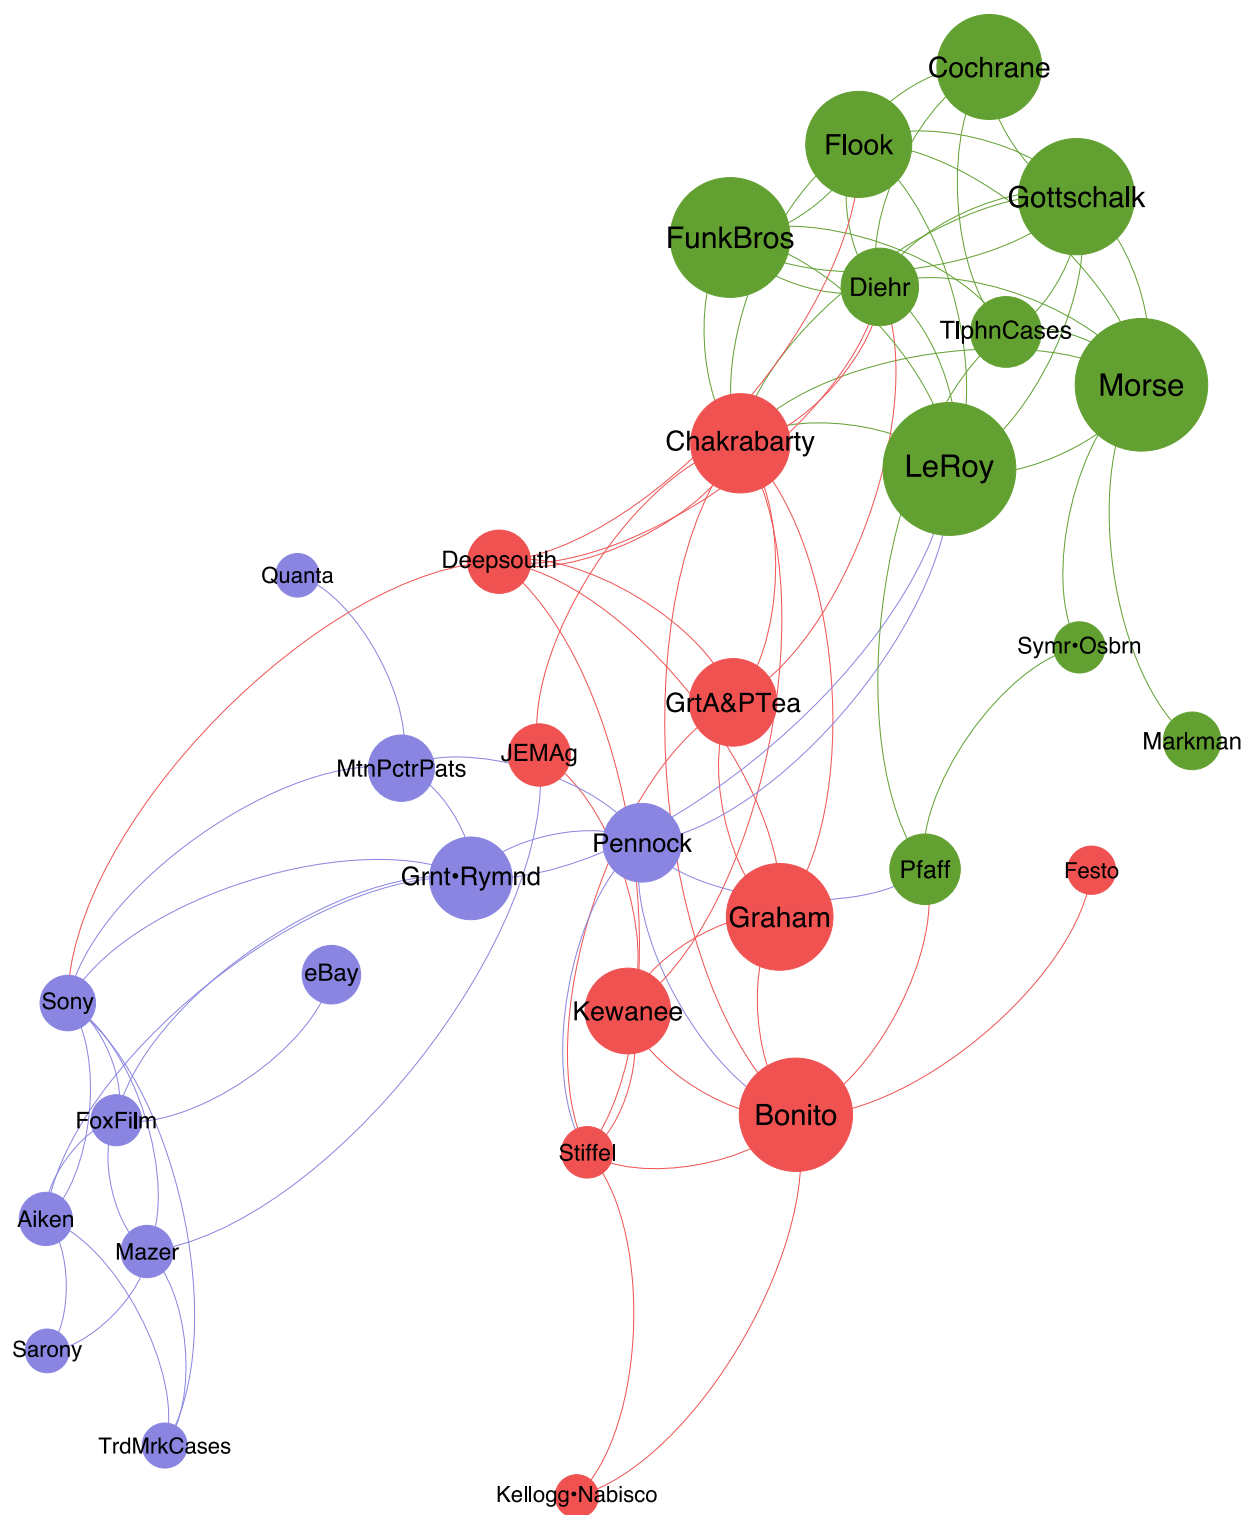 Cochrane
Flook
Gottschalk
FunkBros
Diehr
TlphnCases
Morse
Chakrabarty
LeRoy
Deepsouth
Quanta
Symr•Osbrn
GrtA&PTea
Markman
JEMAg
MtnPctrPats
Pennock
Pfaff
Festo
Grnt•Rymnd
Graham
eBay
Sony
Kewanee
Bonito
FoxFilm
Stiffel
Aiken
Mazer
Sarony
TrdMrkCases
Kellogg•Nabisco